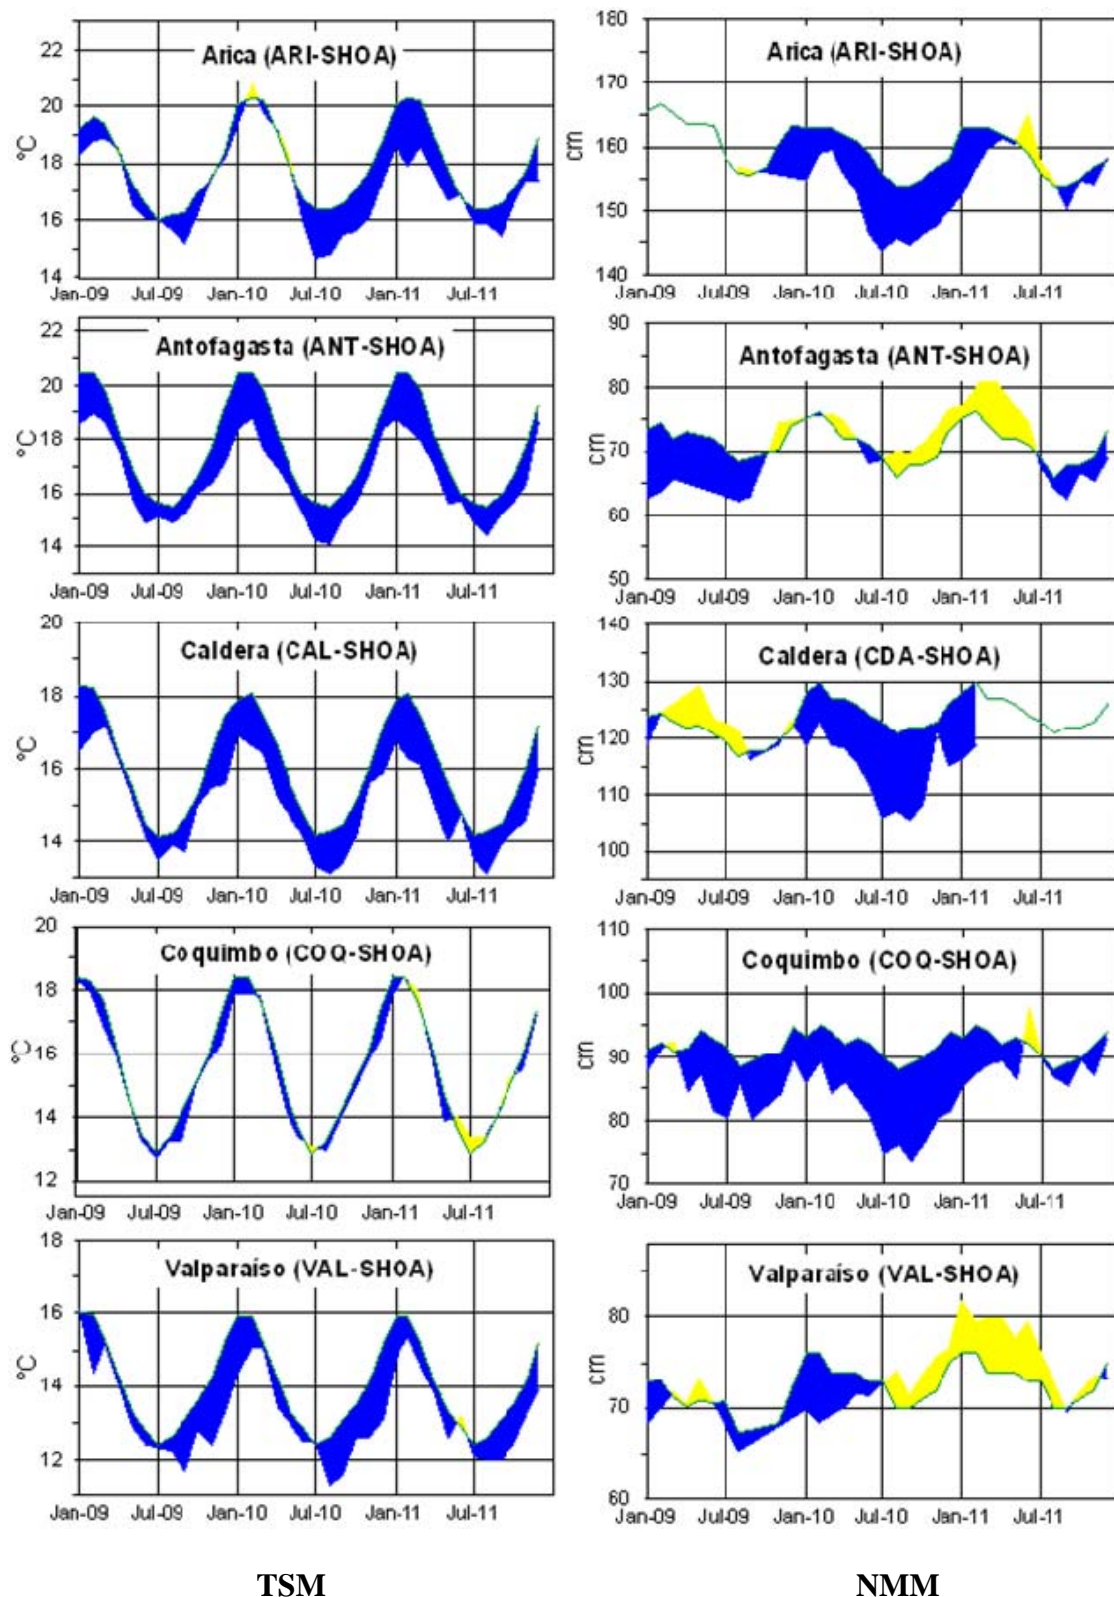 Arica (ARI-SHOA)
22
20
18
16
14
°C
Jan-09 Jul-09 Jan-10 Jul-10 Jan-11 Jul-11
Arica (ARI-SHOA)
180
170
160
150
140
cm
Jan-09 Jul-09 Jan-10 Jul-10 Jan-11 Jul-11
Antofagasta (ANT-SHOA)
22
20
18
16
14
°C
Jan-09 Jul-09 Jan-10 Jul-10 Jan-11 Jul-11
Antofagasta (ANT-SHOA)
90
80
70
60
50
cm
Jan-09 Jul-09 Jan-10 Jul-10 Jan-11 Jul-11
Caldera (CAL-SHOA)
20
18
16
14
°C
Jan-09 Jul-09 Jan-10 Jul-10 Jan-11 Jul-11
Caldera (CDA-SHOA)
140
130
120
110
100
cm
Jan-09 Jul-09 Jan-10 Jul-10 Jan-11 Jul-11
Coquimbo (COQ-SHOA)
20
18
16
14
12
°C
Jan-09 Jul-09 Jan-10 Jul-10 Jan-11 Jul-11
Coquimbo (COQ-SHOA)
110
100
90
80
70
cm
Jan-09 Jul-09 Jan-10 Jul-10 Jan-11 Jul-11
Valparaíso (VAL-SHOA)
18
16
14
12
°C
Jan-09 Jul-09 Jan-10 Jul-10 Jan-11 Jul-11
Valparaíso (VAL-SHOA)
80
70
60
cm
Jan-09 Jul-09 Jan-10 Jul-10 Jan-11 Jul-11
TSM
NMM